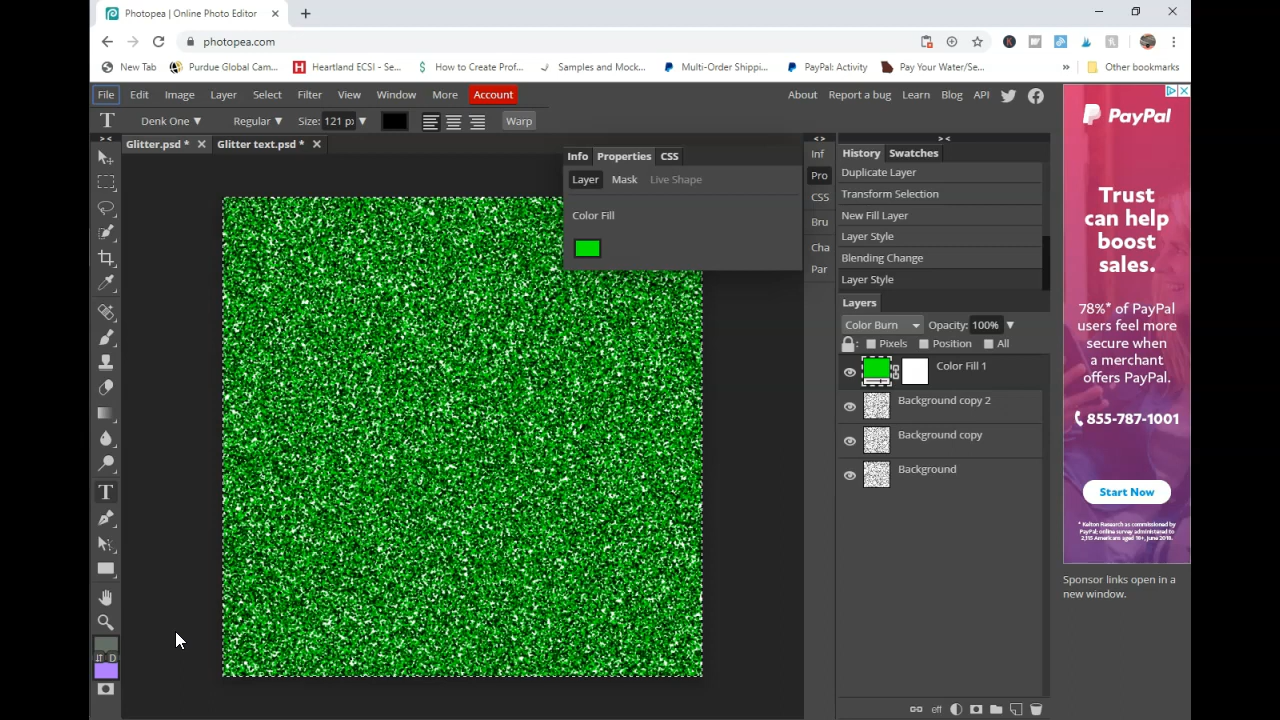 Photopea | Online Photo Editor
photopea.com
New Tab Purdue Global Cam... Heartland ECSI - Se... How to Create Prof... Samples and Mock... Multi-Order Shippi... PayPal: Activity Pay Your Water/Se... » Other bookmarks
File Edit Image Layer Select Filter View Window More Account About Report a bug Learn Blog API
Denk One Regular Size: 121 px Warp
Glitter.psd * Glitter text.psd *
Info Properties CSS
Layer Mask Live Shape
Color Fill
Inf
Pro
CSS
Bru
Cha
Par
History Swatches
Duplicate Layer
Transform Selection
New Fill Layer
Layer Style
Blending Change
Layer Style
Layers
Color Burn Opacity: 100%
Pixels Position All
Color Fill 1
Background copy 2
Background copy
Background
eff
D
PayPal
Trust
can help
boost
sales.
78%* of PayPal
users feel more
secure when
a merchant
offers PayPal.
855-787-1001
Start Now
Sponsor links open in a
new window.